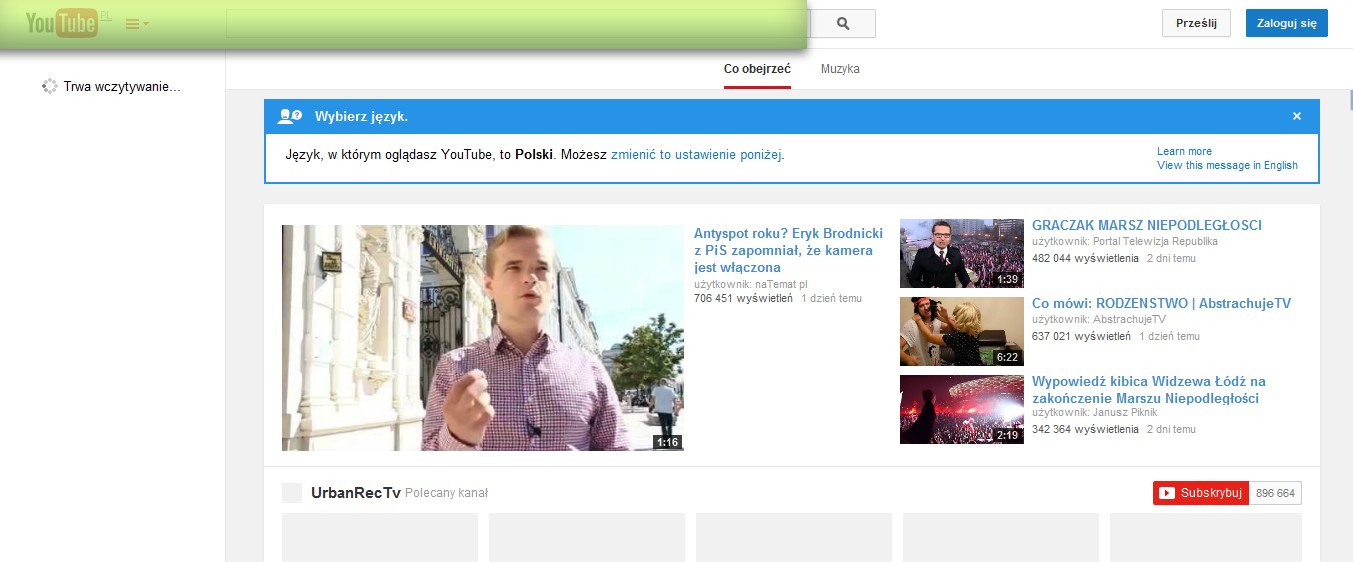 YouTube PL
Prześlij
Zaloguj się
Trwa wczytywanie...
Co obejrzeć
Muzyka
Wybierz język.
×
Język, w którym oglądasz YouTube, to Polski. Możesz zmienić to ustawienie poniżej.
Learn more
View this message in English
1:16
Antyspot roku? Eryk Brodnicki
z PiS zapomniał, że kamera
jest włączona
użytkownik: naTemat pl
706 451 wyświetleń 1 dzień temu
1:39
GRACZAK MARSZ NIEPODLEGŁOSCI
użytkownik: Portal Telewizja Republika
482 044 wyświetlenia 2 dni temu
6:22
Co mówi: RODZENSTWO | AbstrachujeTV
użytkownik: AbstrachujeTV
637 021 wyświetleń 1 dzień temu
2:19
Wypowiedź kibica Widzewa Łódź na
zakończenie Marszu Niepodległości
użytkownik: Janusz Piknik
342 364 wyświetlenia 2 dni temu
UrbanRecTv Polecany kanał
Subskrybuj 896 664